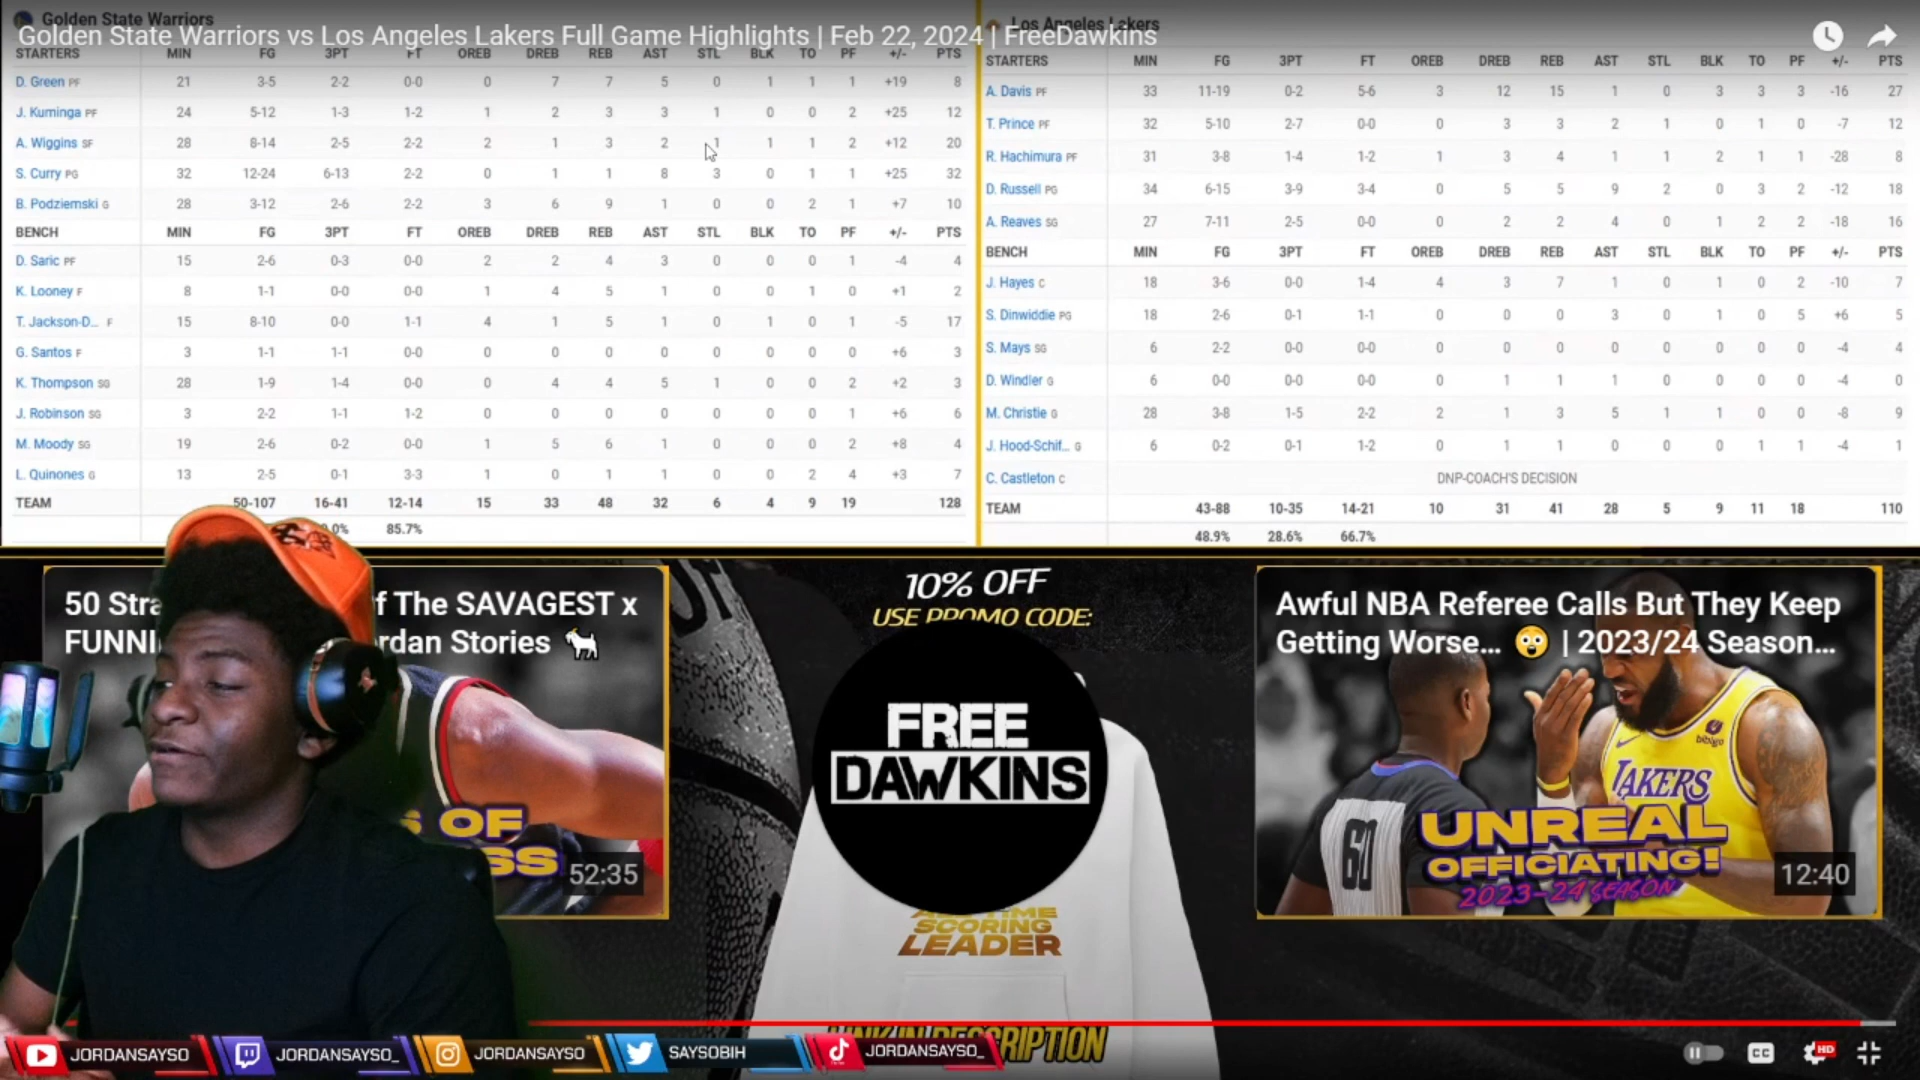 Golden State Warriors
Los Angeles Lakers
Golden State Warriors vs Los Angeles Lakers Full Game Highlights | Feb 22, 2024 | FreeDawkins
STARTERS MIN FG 3PT FT OREB DREB REB AST STL BLK TO PF +/- PTS
D. Green PF 21 3-5 2-2 0-0 0 7 7 5 0 1 1 1 +19 8
J. Kuminga PF 24 5-12 1-3 1-2 1 2 3 3 1 0 0 2 +25 12
A. Wiggins SF 28 8-14 2-5 2-2 2 1 3 2 1 1 1 2 +12 20
S. Curry PG 32 12-24 6-13 2-2 0 1 1 8 3 0 1 1 +25 32
B. Podziemski G 28 3-12 2-6 2-2 3 6 9 1 0 0 2 1 +7 10
BENCH MIN FG 3PT FT OREB DREB REB AST STL BLK TO PF +/- PTS
D. Saric PF 15 2-6 0-3 0-0 2 2 4 3 0 0 0 1 -4 4
K. Looney F 8 1-1 0-0 0-0 1 4 5 1 0 0 1 0 +1 2
T. Jackson-D... F 15 8-10 0-0 1-1 4 1 5 1 0 1 0 1 -5 17
G. Santos F 3 1-1 1-1 0-0 0 0 0 0 0 0 0 0 +6 3
K. Thompson SG 28 1-9 1-4 0-0 0 4 4 5 1 0 0 2 +2 3
J. Robinson SG 3 2-2 1-1 1-2 0 0 0 0 0 0 0 1 +6 6
M. Moody SG 19 2-6 0-2 0-0 1 5 6 1 0 0 0 2 +8 4
L. Quinones G 13 2-5 0-1 3-3 1 0 1 1 0 0 2 4 +3 7
TEAM 50-107 16-41 12-14 15 33 48 32 6 4 9 19 128
.0% 85.7%
STARTERS MIN FG 3PT FT OREB DREB REB AST STL BLK TO PF +/- PTS
A. Davis PF 33 11-19 0-2 5-6 3 12 15 1 0 3 3 3 -16 27
T. Prince PF 32 5-10 2-7 0-0 0 3 3 2 1 0 1 0 -7 12
R. Hachimura PF 31 3-8 1-4 1-2 1 3 4 1 1 2 1 1 -28 8
D. Russell PG 34 6-15 3-9 3-4 0 5 5 9 2 0 3 2 -12 18
A. Reaves SG 27 7-11 2-5 0-0 0 2 2 4 0 1 2 2 -18 16
BENCH MIN FG 3PT FT OREB DREB REB AST STL BLK TO PF +/- PTS
J. Hayes C 18 3-6 0-0 1-4 4 3 7 1 0 1 0 2 -10 7
S. Dinwiddie PG 18 2-6 0-1 1-1 0 0 0 3 0 1 0 5 +6 5
S. Mays SG 6 2-2 0-0 0-0 0 0 0 0 0 0 0 0 -4 4
D. Windler G 6 0-0 0-0 0-0 0 1 1 1 0 0 0 0 -4 0
M. Christie G 28 3-8 1-5 2-2 2 1 3 5 1 1 0 0 -8 9
J. Hood-Schif... G 6 0-2 0-1 1-2 0 1 1 0 0 0 1 1 -4 1
C. Castleton C DNP-COACH'S DECISION
TEAM 43-88 10-35 14-21 10 31 41 28 5 9 11 18 110
48.9% 28.6% 66.7%
50 Stra f The SAVAGEST x
FUNNI rdan Stories 🐐
S OF
SS
52:35
10% OFF
USE PROMO CODE:
FREE
DAWKINS
SCORING
LEADER
Awful NBA Referee Calls But They Keep
Getting Worse... 😲 | 2023/24 Season...
bibigo
LAKERS
60
UNREAL
OFFICIATING!
2023-24 SEASON
12:40
LINK IN DESCRIPTION
JORDANSAYSO
JORDANSAYSO_
JORDANSAYSO
SAYSOBIH
JORDANSAYSO_
CC
HD